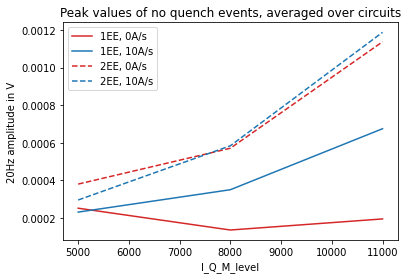 Peak values of no quench events, averaged over circuits
1EE, 0A/s
1EE, 10A/s
2EE, 0A/s
2EE, 10A/s
0.0012
0.0010
0.0008
0.0006
0.0004
0.0002
20Hz amplitude in V
5000 6000 7000 8000 9000 10000 11000
I_Q_M_level